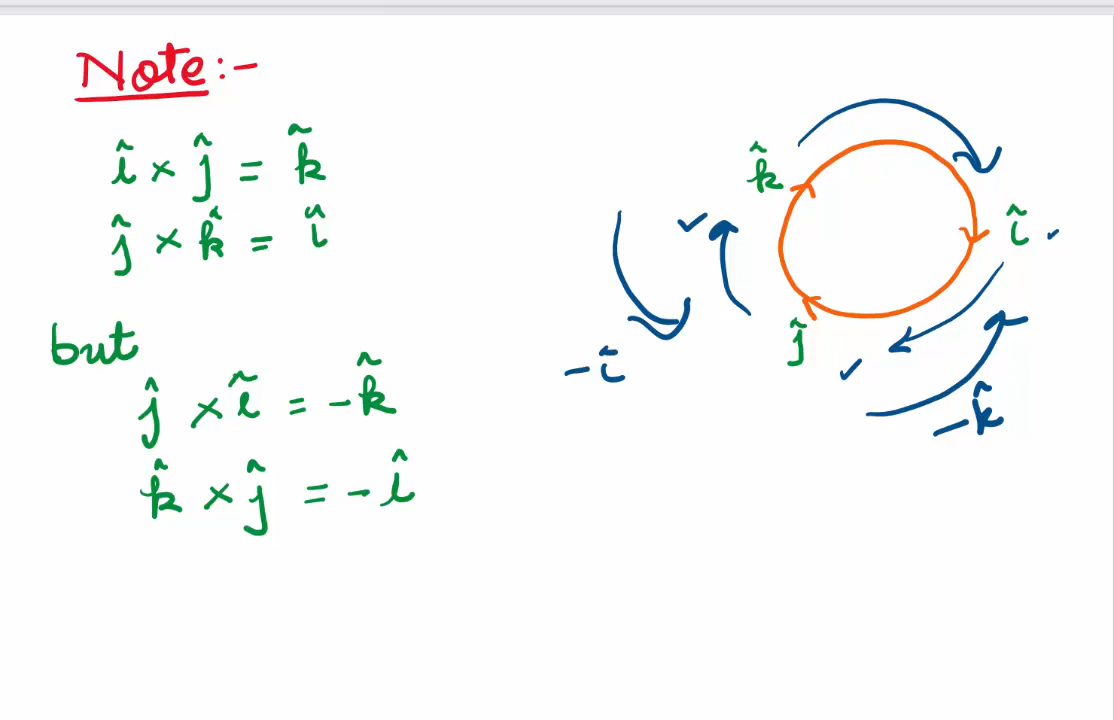 Note:-
î × ĵ = k̂
ĵ × k̂ = î
but
ĵ × î = -k̂
k̂ × ĵ = -î
k̂
î
ĵ
-î
-k̂